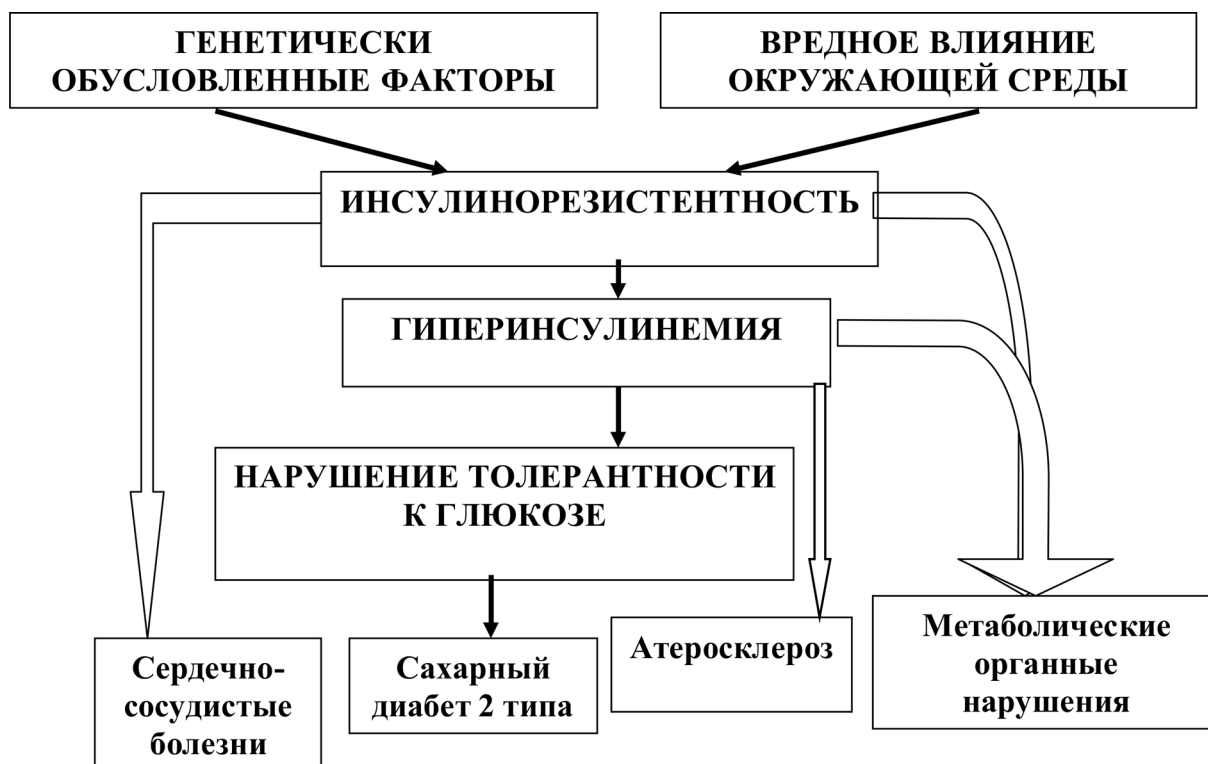 ГЕНЕТИЧЕСКИ
ОБУСЛОВЛЕННЫЕ ФАКТОРЫ
ВРЕДНОЕ ВЛИЯНИЕ
ОКРУЖАЮЩЕЙ СРЕДЫ
ИНСУЛИНОРЕЗИСТЕНТНОСТЬ
ГИПЕРИНСУЛИНЕМИЯ
НАРУШЕНИЕ ТОЛЕРАНТНОСТИ
К ГЛЮКОЗЕ
Сердечно-
сосудистые
болезни
Сахарный
диабет 2 типа
Атеросклероз
Метаболические
органные
нарушения